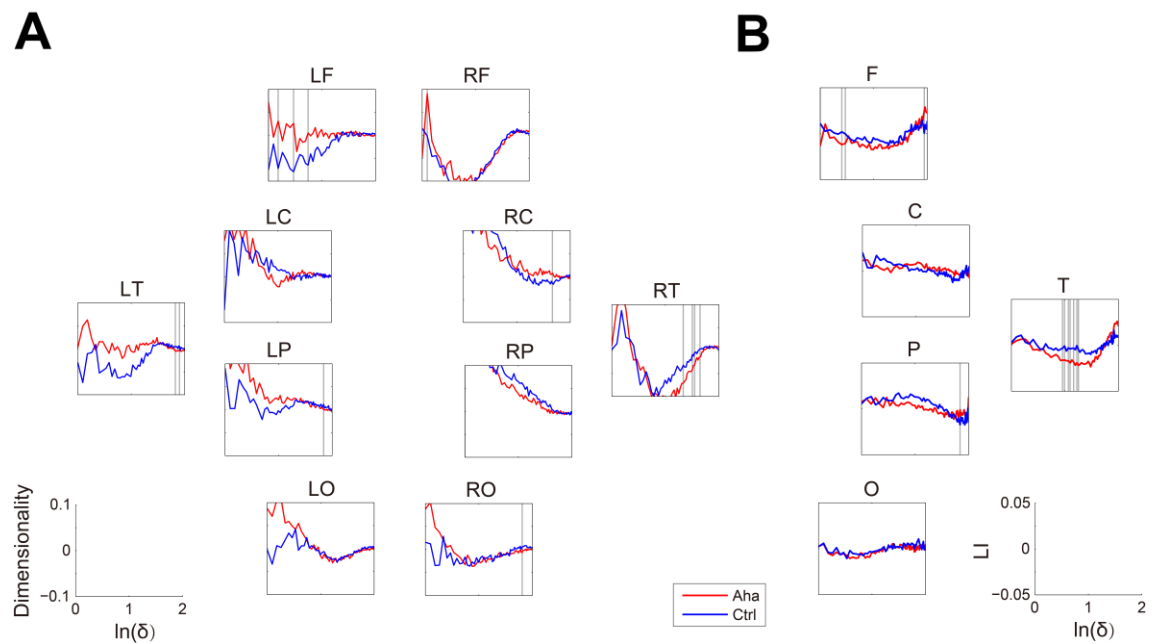 A
B
LF
RF
F
LC
RC
C
LT
RT
T
LP
RP
P
LO
RO
O
Dimensionality
0.1
0
−0.1
0
1
2
ln(δ)
Aha
Ctrl
LI
0.05
0
−0.05
0
1
2
ln(δ)